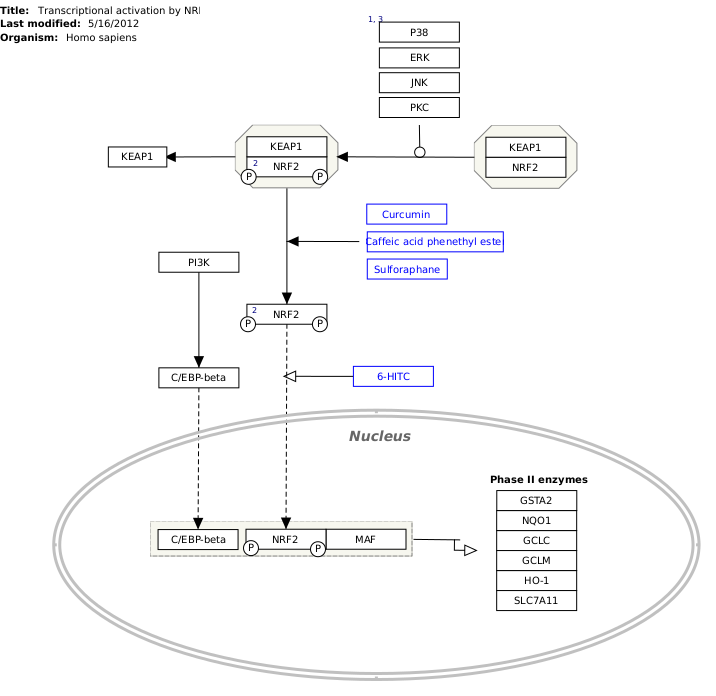 Title: Transcriptional activation by NR
Last modified: 5/16/2012
Organism: Homo sapiens
1, 3
P38
ERK
JNK
PKC
KEAP1
KEAP1
2
NRF2
P
P
KEAP1
NRF2
Curcumin
Caffeic acid phenethyl este
Sulforaphane
PI3K
2
NRF2
P
P
C/EBP-beta
6-HITC
Nucleus
Phase II enzymes
GSTA2
NQO1
GCLC
GCLM
HO-1
SLC7A11
C/EBP-beta
NRF2
P
P
MAF